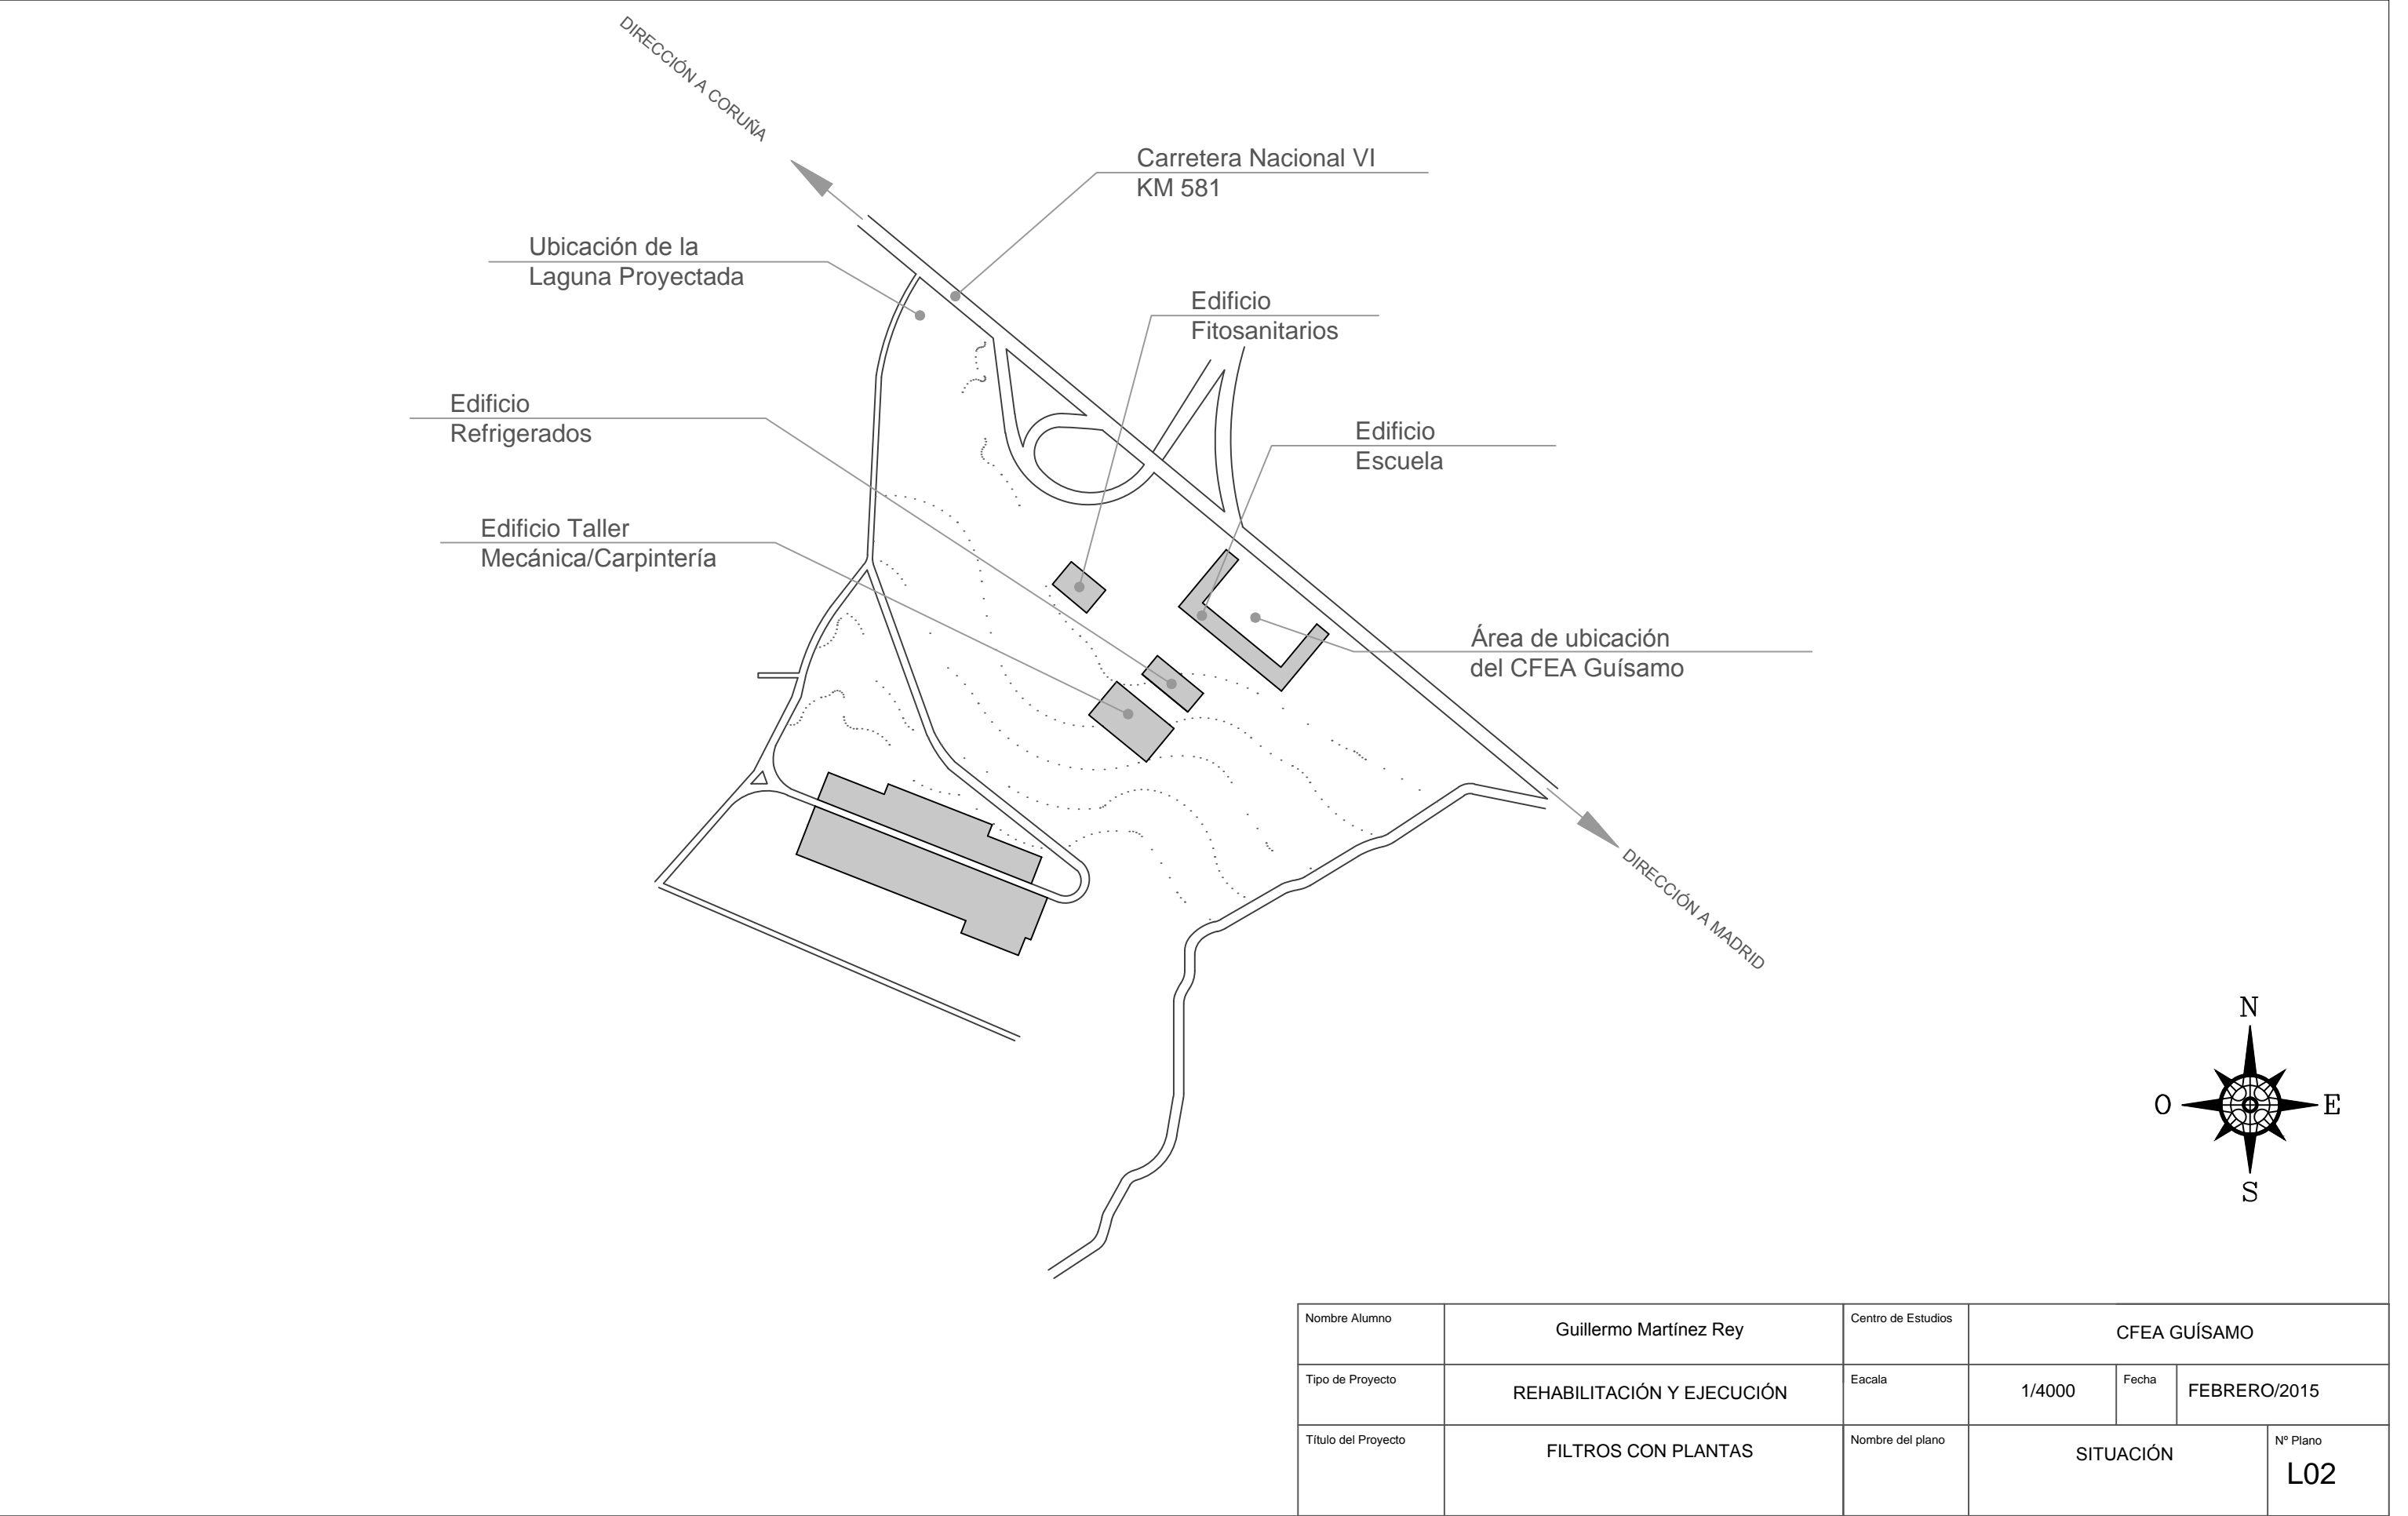 DIRECCIÓN A CORUÑA
Carretera Nacional VI
KM 581
Ubicación de la
Laguna Proyectada
Edificio
Fitosanitarios
Edificio
Refrigerados
Edificio
Escuela
Edificio Taller
Mecánica/Carpintería
Área de ubicación
del CFEA Guísamo
DIRECCIÓN A MADRID
N
O
E
S
Nombre Alumno
Guillermo Martínez Rey
Centro de Estudios
CFEA GUÍSAMO
Tipo de Proyecto
REHABILITACIÓN Y EJECUCIÓN
Eacala
1/4000
Fecha
FEBRERO/2015
Título del Proyecto
FILTROS CON PLANTAS
Nombre del plano
SITUACIÓN
Nº Plano
L02